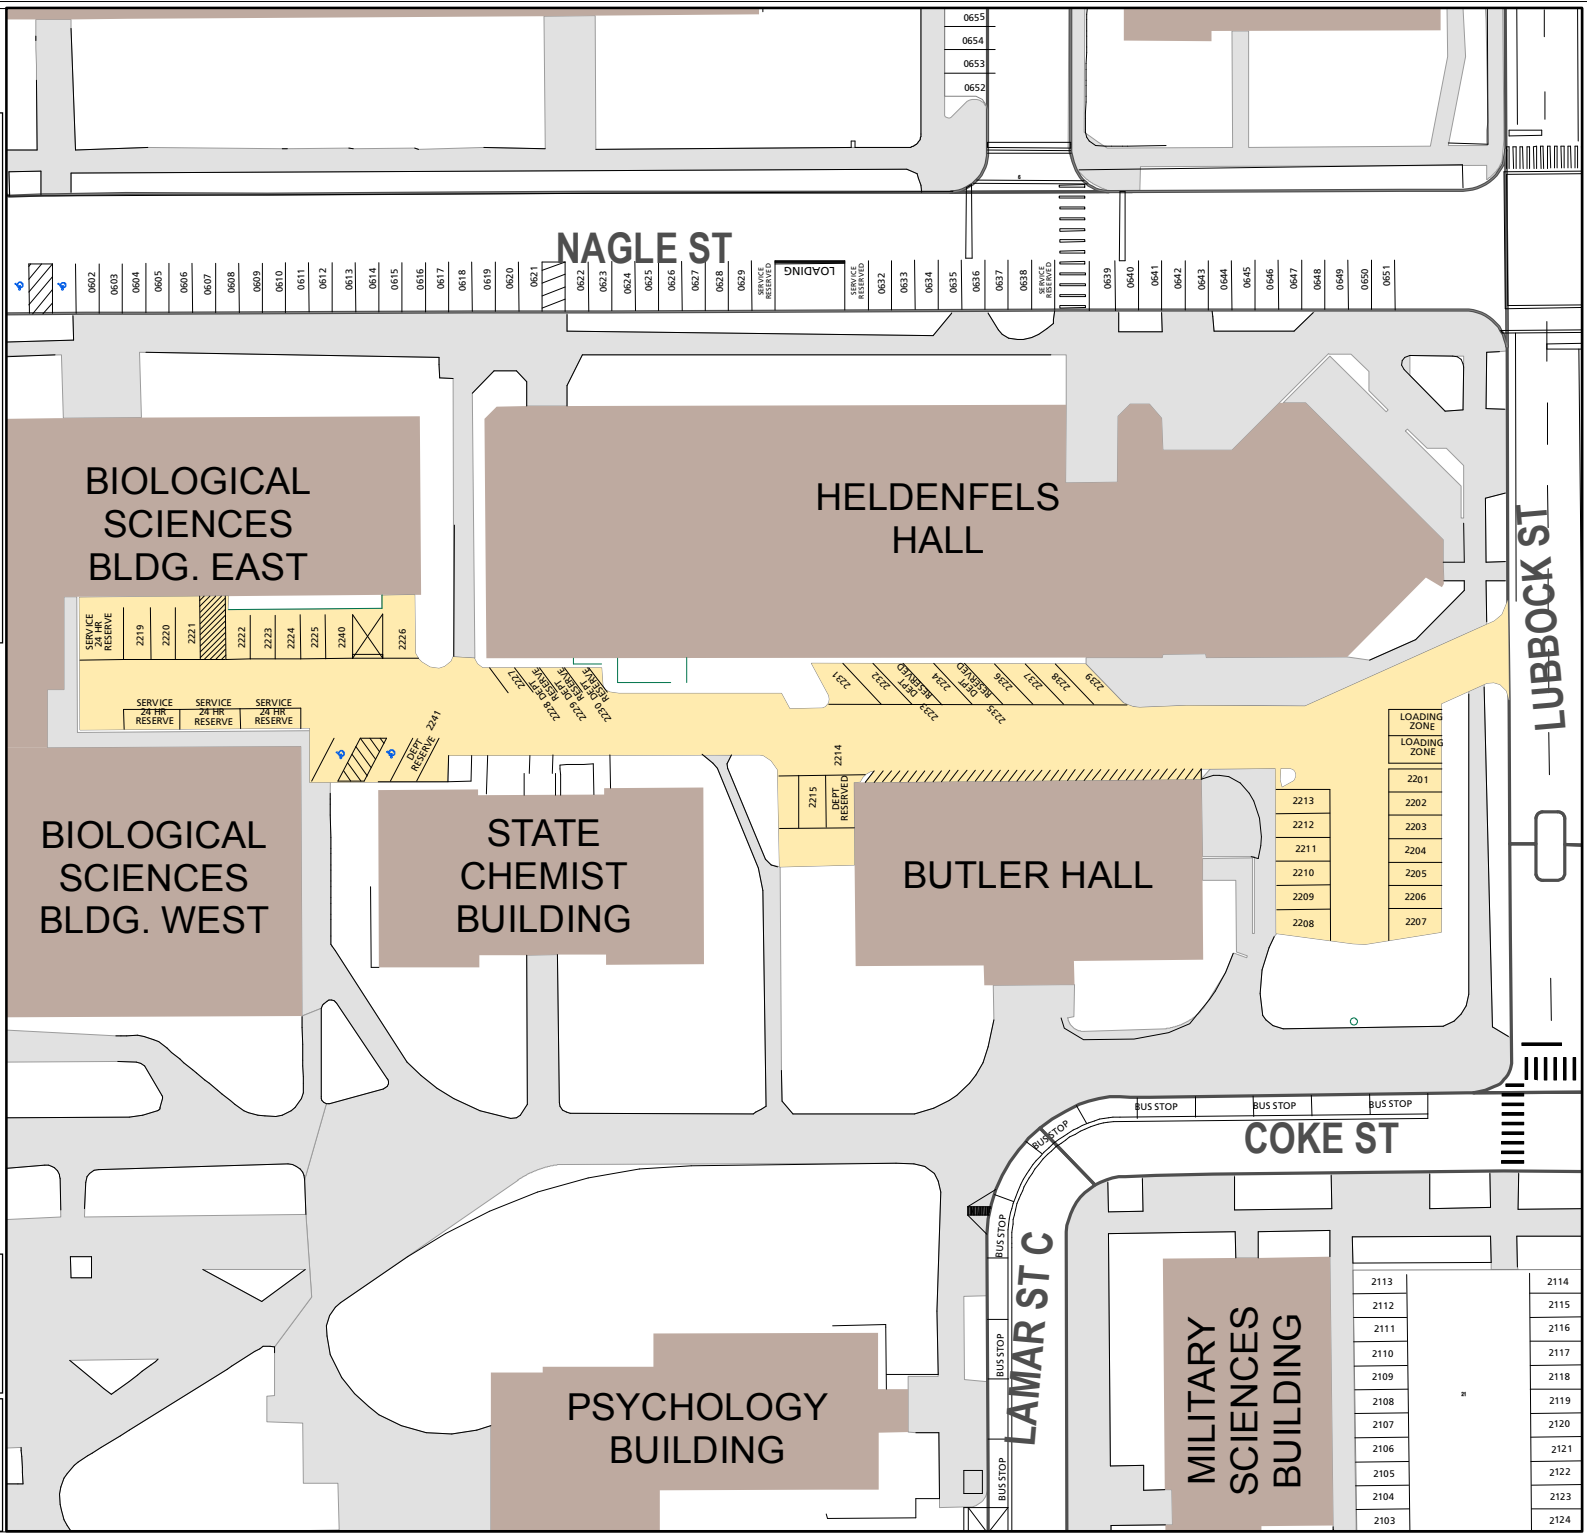 0655
0654
0653
0652
NAGLE ST
0602
0603
0604
0605
0606
0607
0608
0609
0610
0611
0612
0613
0614
0615
0616
0617
0618
0619
0620
0621
0622
0623
0624
0625
0626
0627
0628
0629
SERVICE
RESERVED
LOADING
SERVICE
RESERVED
0632
0633
0634
0635
0636
0637
0638
SERVICE
RESERVED
0639
0640
0641
0642
0643
0644
0645
0646
0647
0648
0649
0650
0651
BIOLOGICAL
SCIENCES
BLDG. EAST
HELDENFELS
HALL
LUBBOCK ST
SERVICE
24 HR
RESERVE
2219
2220
2221
2222
2223
2224
2225
2240
2226
2227
2228 DEPT
RESERVE
2229 DEPT
RESERVE
2230 DEPT
RESERVE
2231
2232
DEPT
RESERVED
2233
2234
DEPT
RESERVED
2235
2236
2237
2238
2239
SERVICE
24 HR
RESERVE
SERVICE
24 HR
RESERVE
SERVICE
24 HR
RESERVE
DEPT
RESERVE
2241
2214
2215
DEPT
RESERVED
LOADING
ZONE
LOADING
ZONE
2201
2202
2203
2204
2205
2206
2207
2213
2212
2211
2210
2209
2208
BIOLOGICAL
SCIENCES
BLDG. WEST
STATE
CHEMIST
BUILDING
BUTLER HALL
BUS STOP
BUS STOP
BUS STOP
BUS STOP
COKE ST
BUS STOP
BUS STOP
BUS STOP
LAMAR ST C
PSYCHOLOGY
BUILDING
MILITARY
SCIENCES
BUILDING
2113
2112
2111
2110
2109
2108
2107
2106
2105
2104
2103
2114
2115
2116
2117
2118
2119
2120
2121
2122
2123
2124